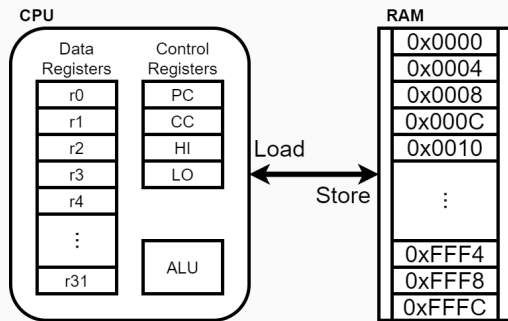 CPU
Data
Registers
r0
r1
r2
r3
r4
⋮
r31
Control
Registers
PC
CC
HI
LO
ALU
Load
Store
RAM
0x0000
0x0004
0x0008
0x000C
0x0010
⋮
0xFFF4
0xFFF8
0xFFFC